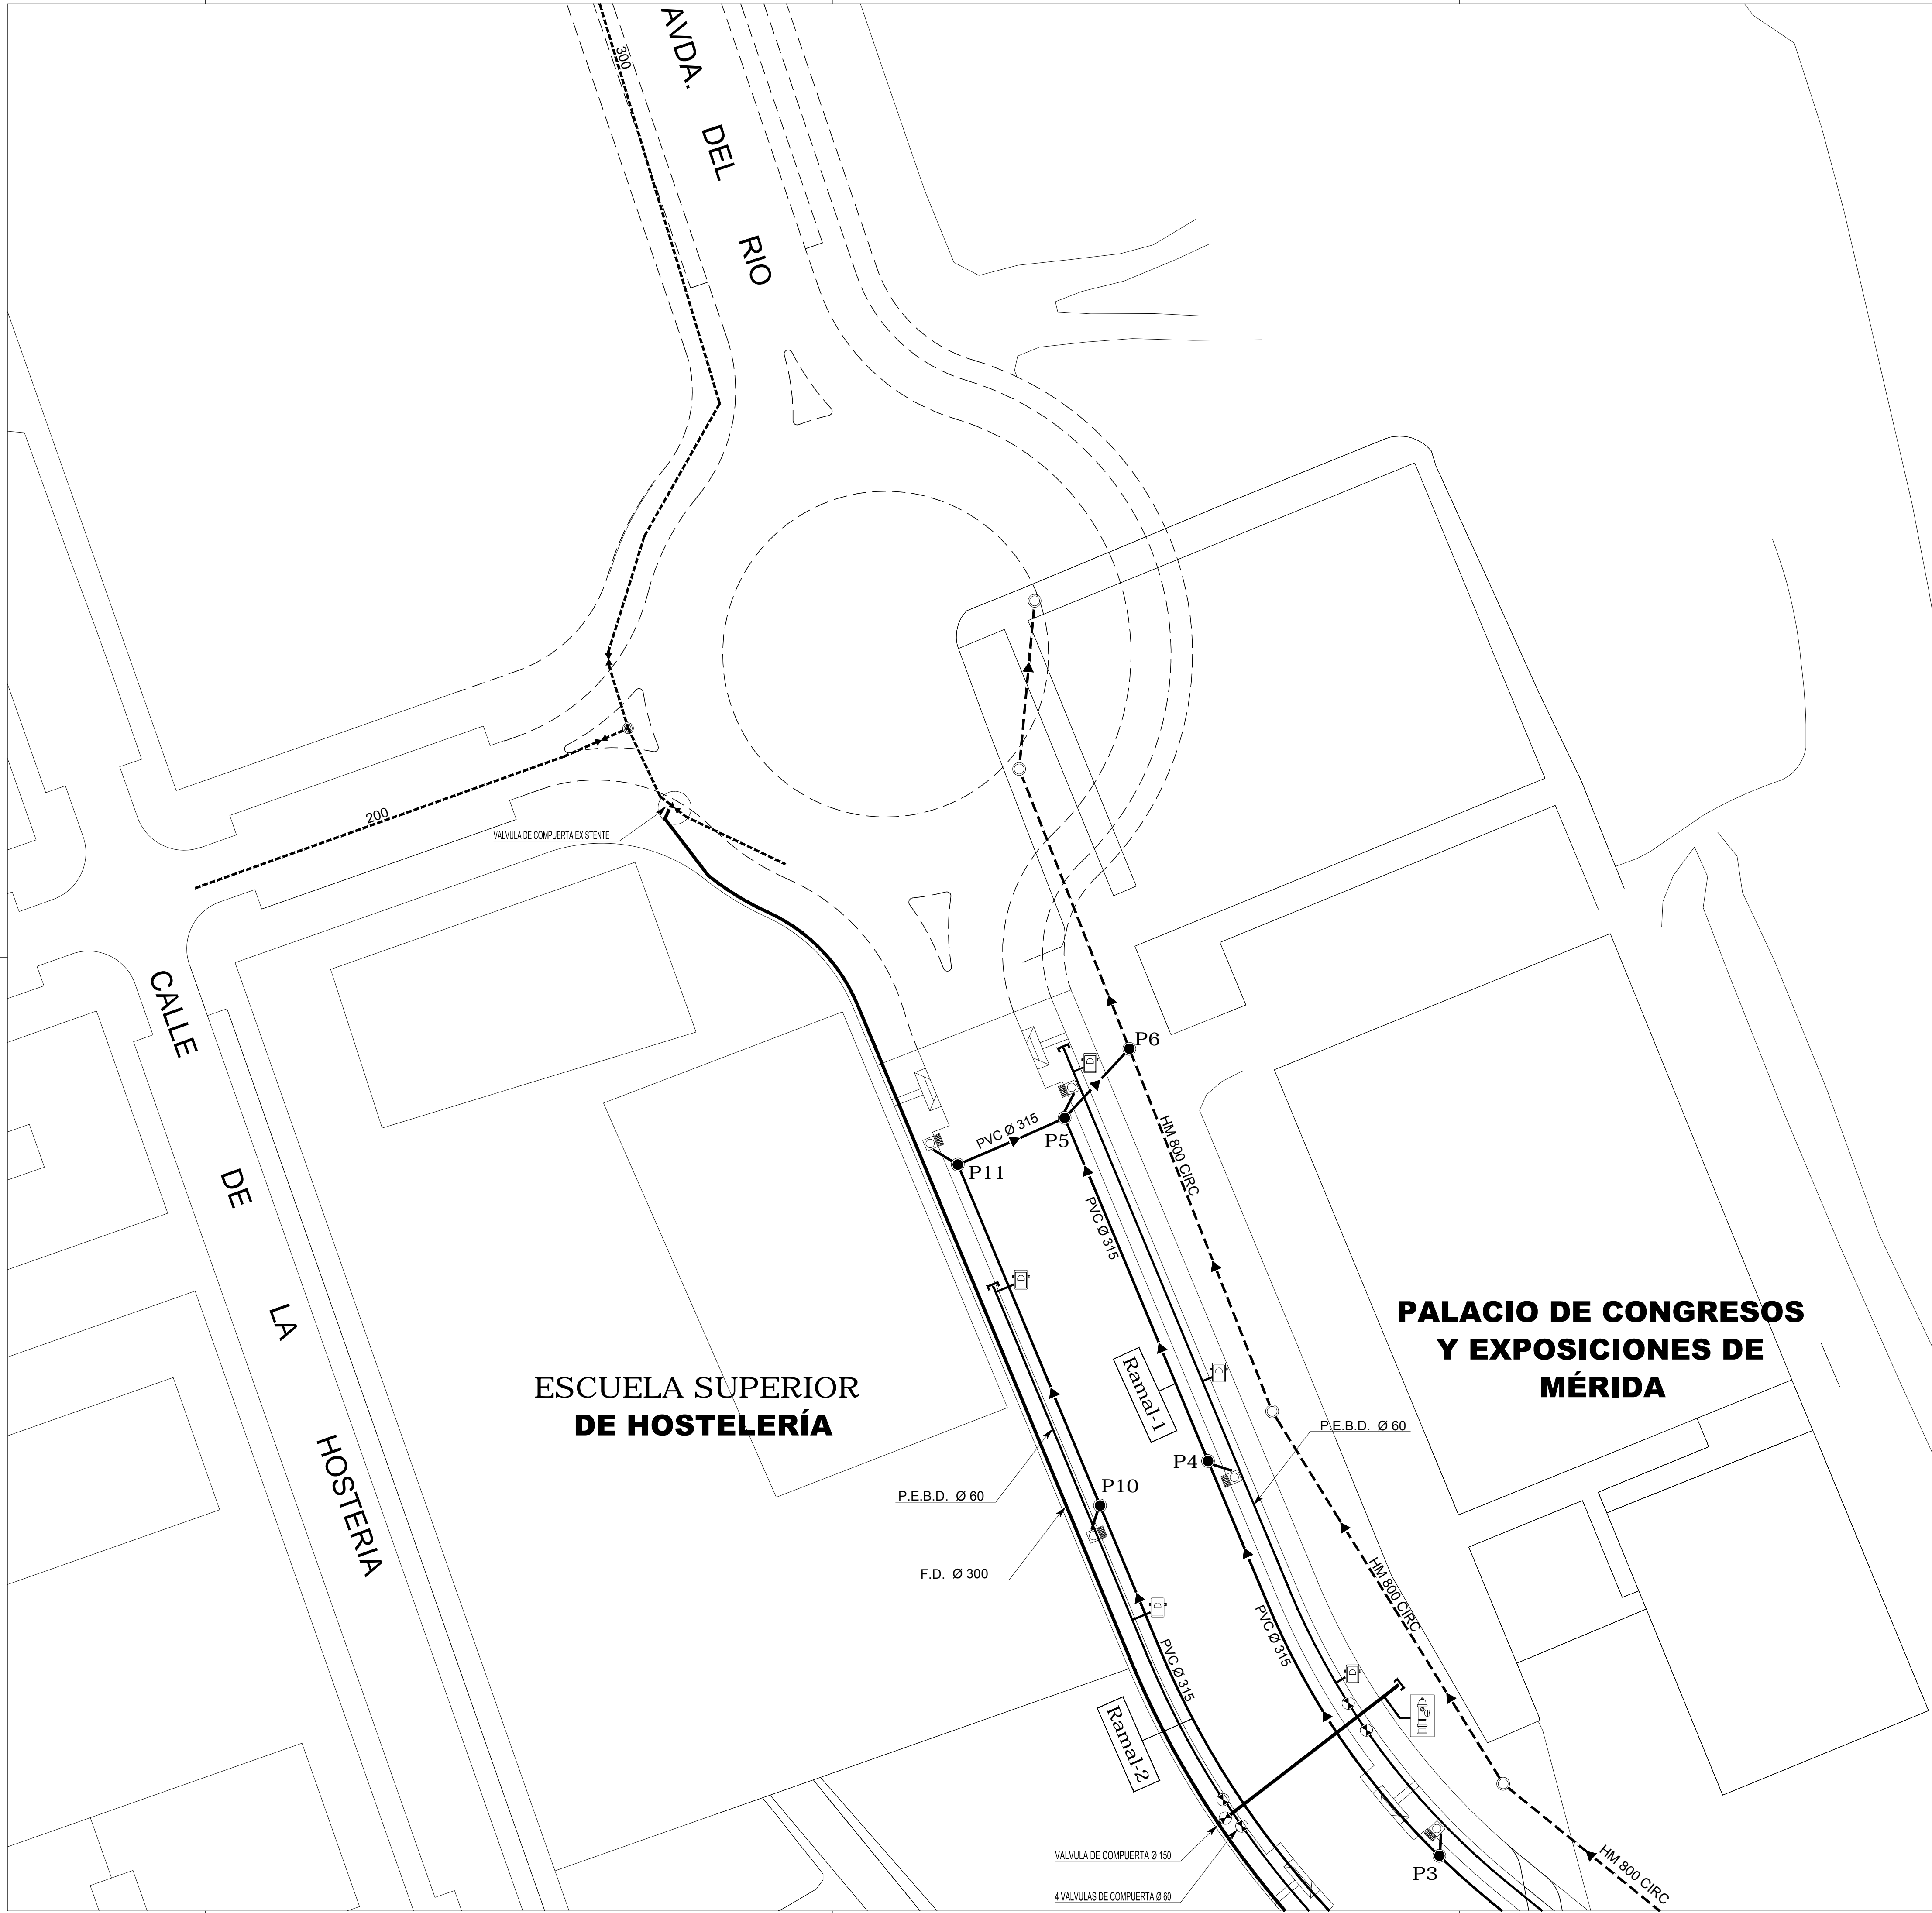 300
AVDA. DEL RIO
200
VALVULA DE COMPUERTA EXISTENTE
CALLE DE LA HOSTERIA
P6
P5
PVC Ø 315
P11
HM 800 CIRC
PVC Ø 315
PALACIO DE CONGRESOS
Y EXPOSICIONES DE
MÉRIDA
ESCUELA SUPERIOR
DE HOSTELERÍA
Ramal-1
P.E.B.D. Ø 60
P4
P10
P.E.B.D. Ø 60
F.D. Ø 300
HM 800 CIRC
PVC Ø 315
PVC Ø 315
Ramal-2
VALVULA DE COMPUERTA Ø 150
P3
HM 800 CIRC
4 VALVULAS DE COMPUERTA Ø 60